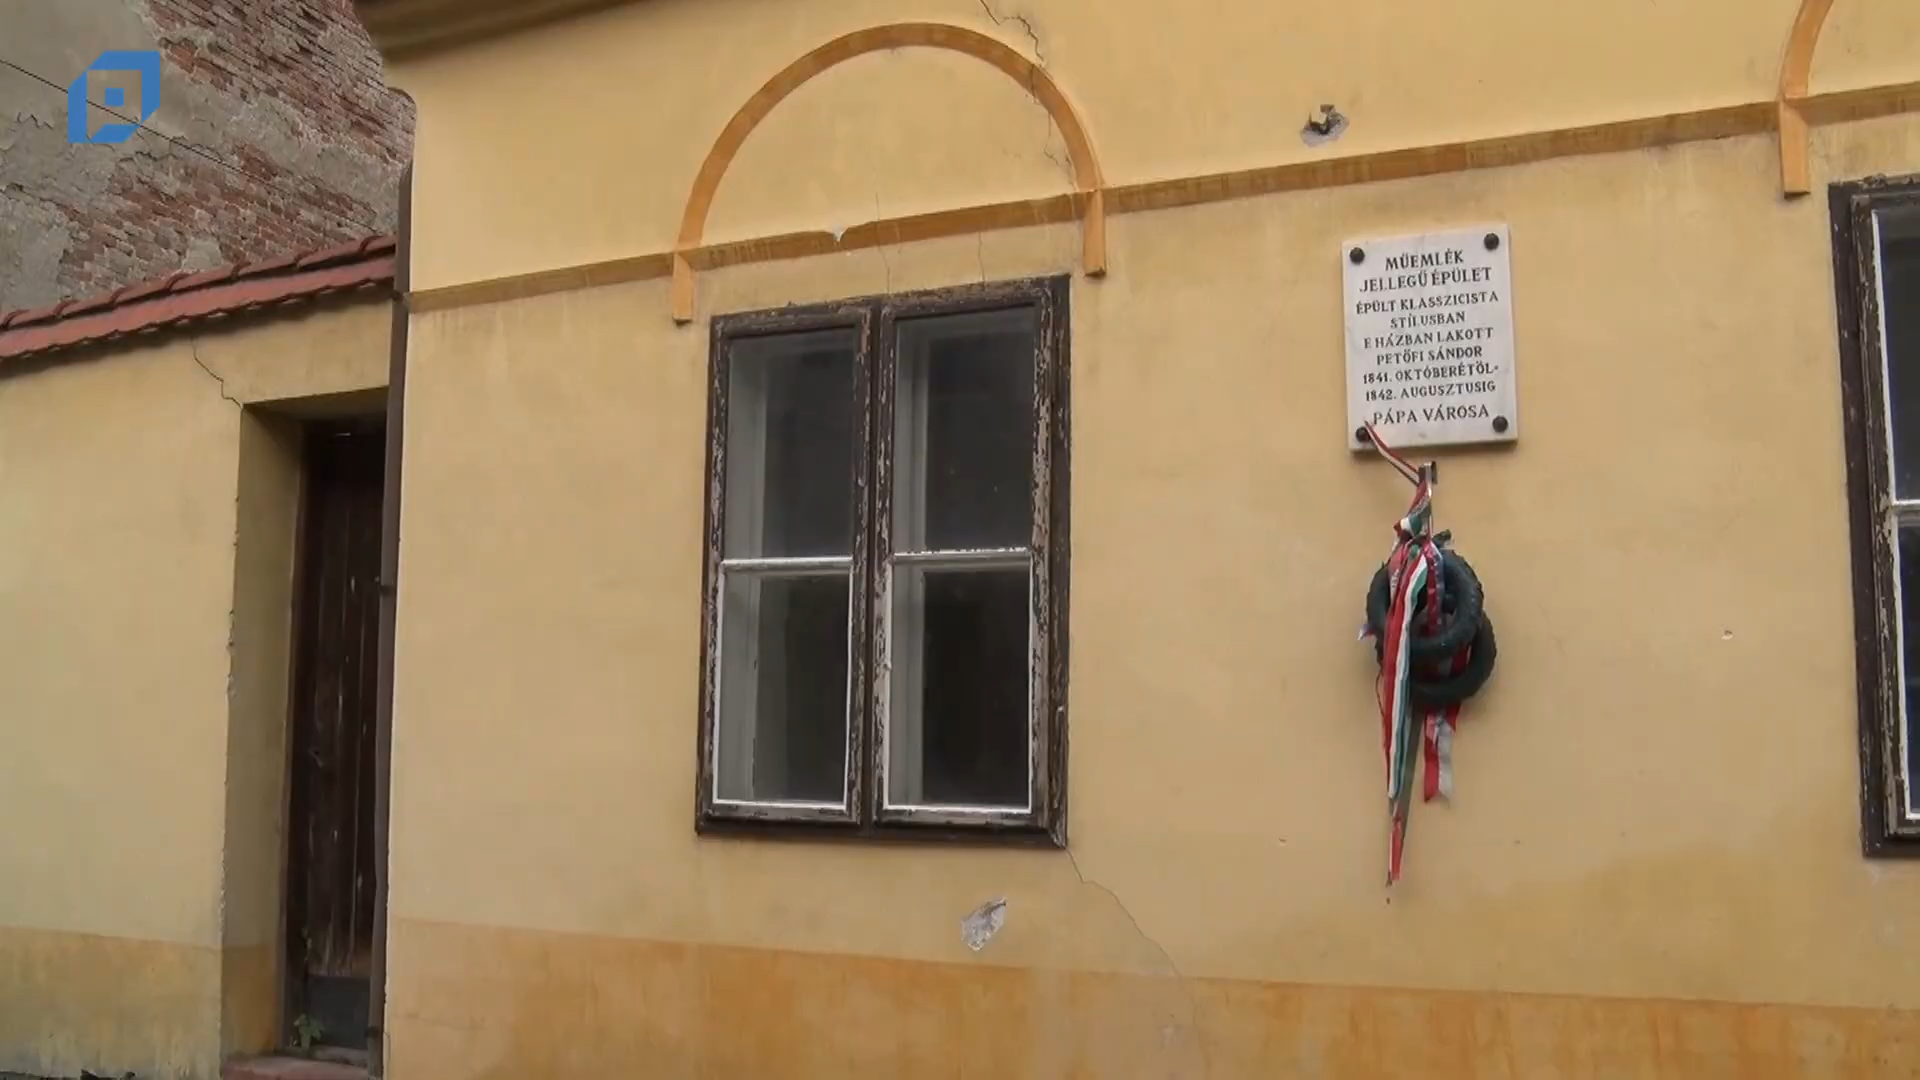 MŰEMLÉK
JELLEGŰ ÉPÜLET
ÉPÜLT KLASSZICISTA
STÍLUSBAN
E HÁZBAN LAKOTT
PETŐFI SÁNDOR
1841. OKTÓBERÉTŐL-
1842. AUGUSZTUSIG
PÁPA VÁROSA